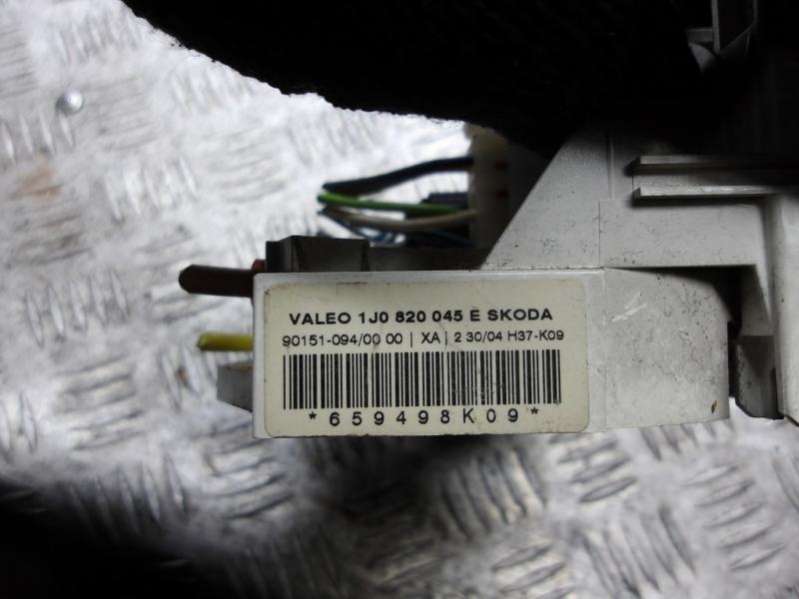 VALEO 1J0 820 045 E SKODA
90151-094/00 00 | XA | 2 30/04 H37-K09
*659498K09*